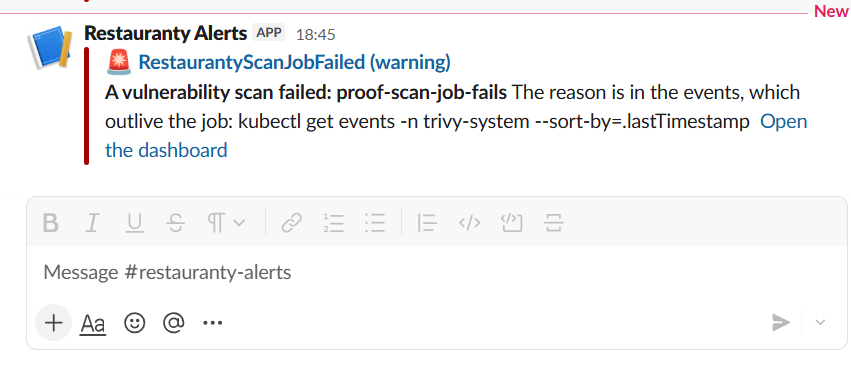 New
Restauranty Alerts APP 18:45
🚨 RestaurantyScanJobFailed (warning)
A vulnerability scan failed: proof-scan-job-fails The reason is in the events, which
outlive the job: kubectl get events -n trivy-system --sort-by=.lastTimestamp Open
the dashboard
B I U S ¶
Message #restauranty-alerts
+ Aa @